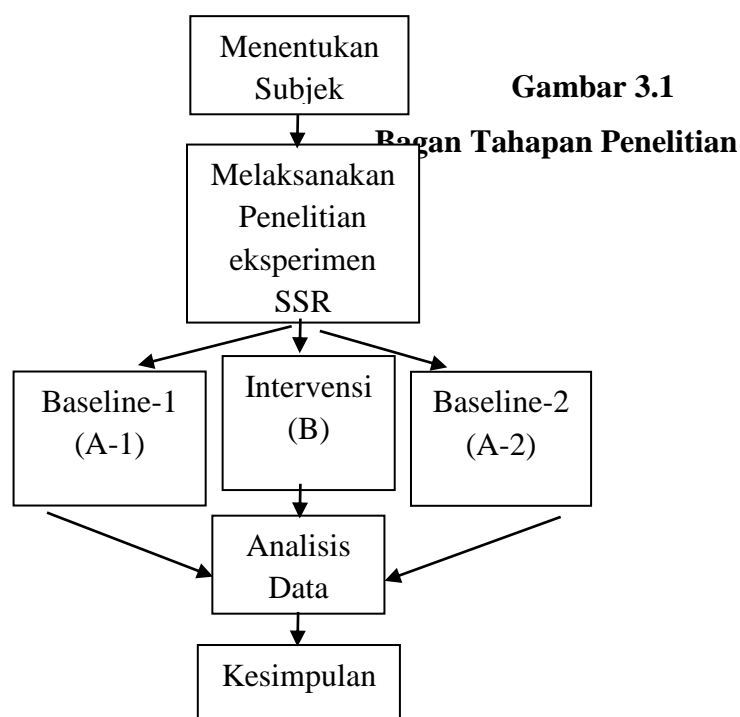 Menentukan
Subjek
Gambar 3.1
Bagan Tahapan Penelitian
Melaksanakan
Penelitian
eksperimen
SSR
Baseline-1
(A-1)
Intervensi
(B)
Baseline-2
(A-2)
Analisis
Data
Kesimpulan